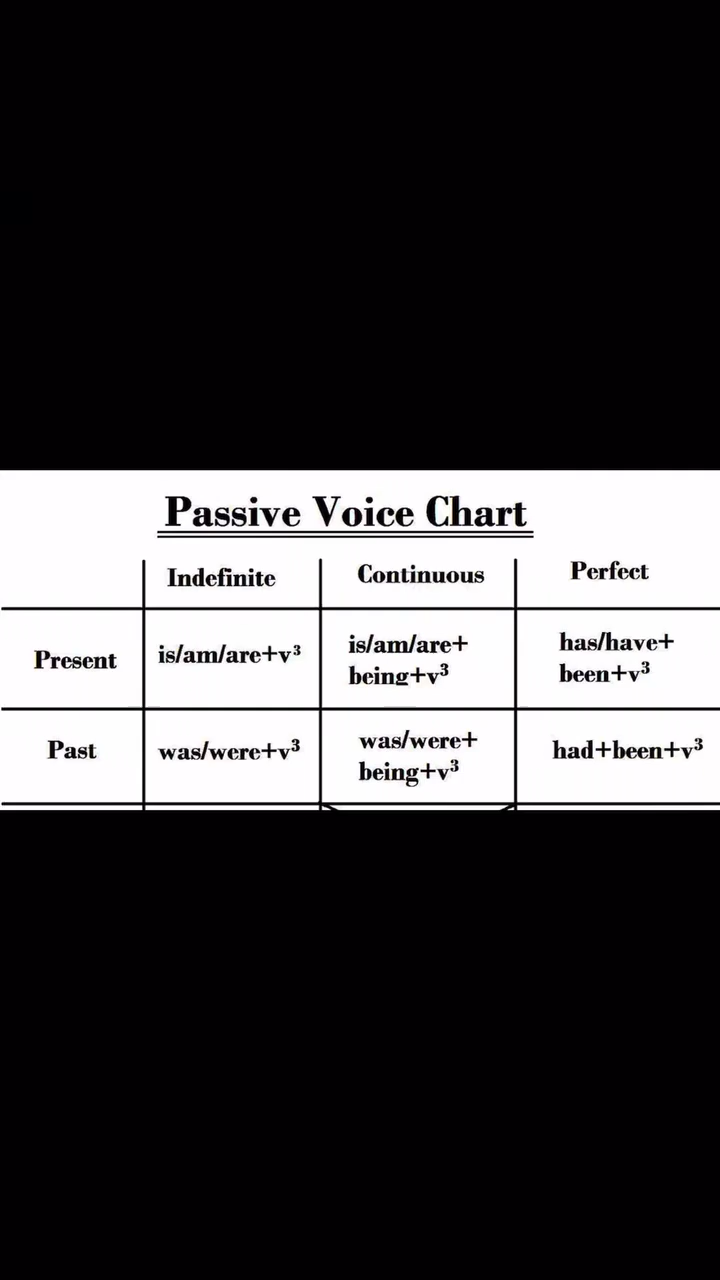 Passive Voice Chart
Indefinite Continuous Perfect
Present is/am/are+v³ is/am/are+ has/have+
being+v³ been+v³
Past was/were+v³ was/were+ had+been+v³
being+v³